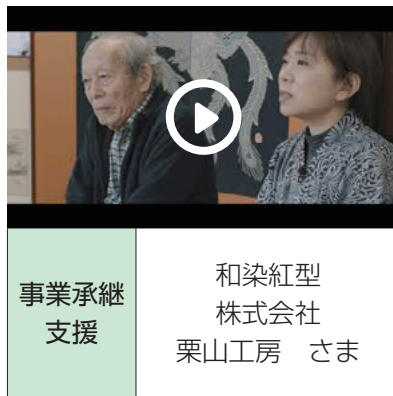 事業承継
支援
和染紅型
株式会社
栗山工房　さま